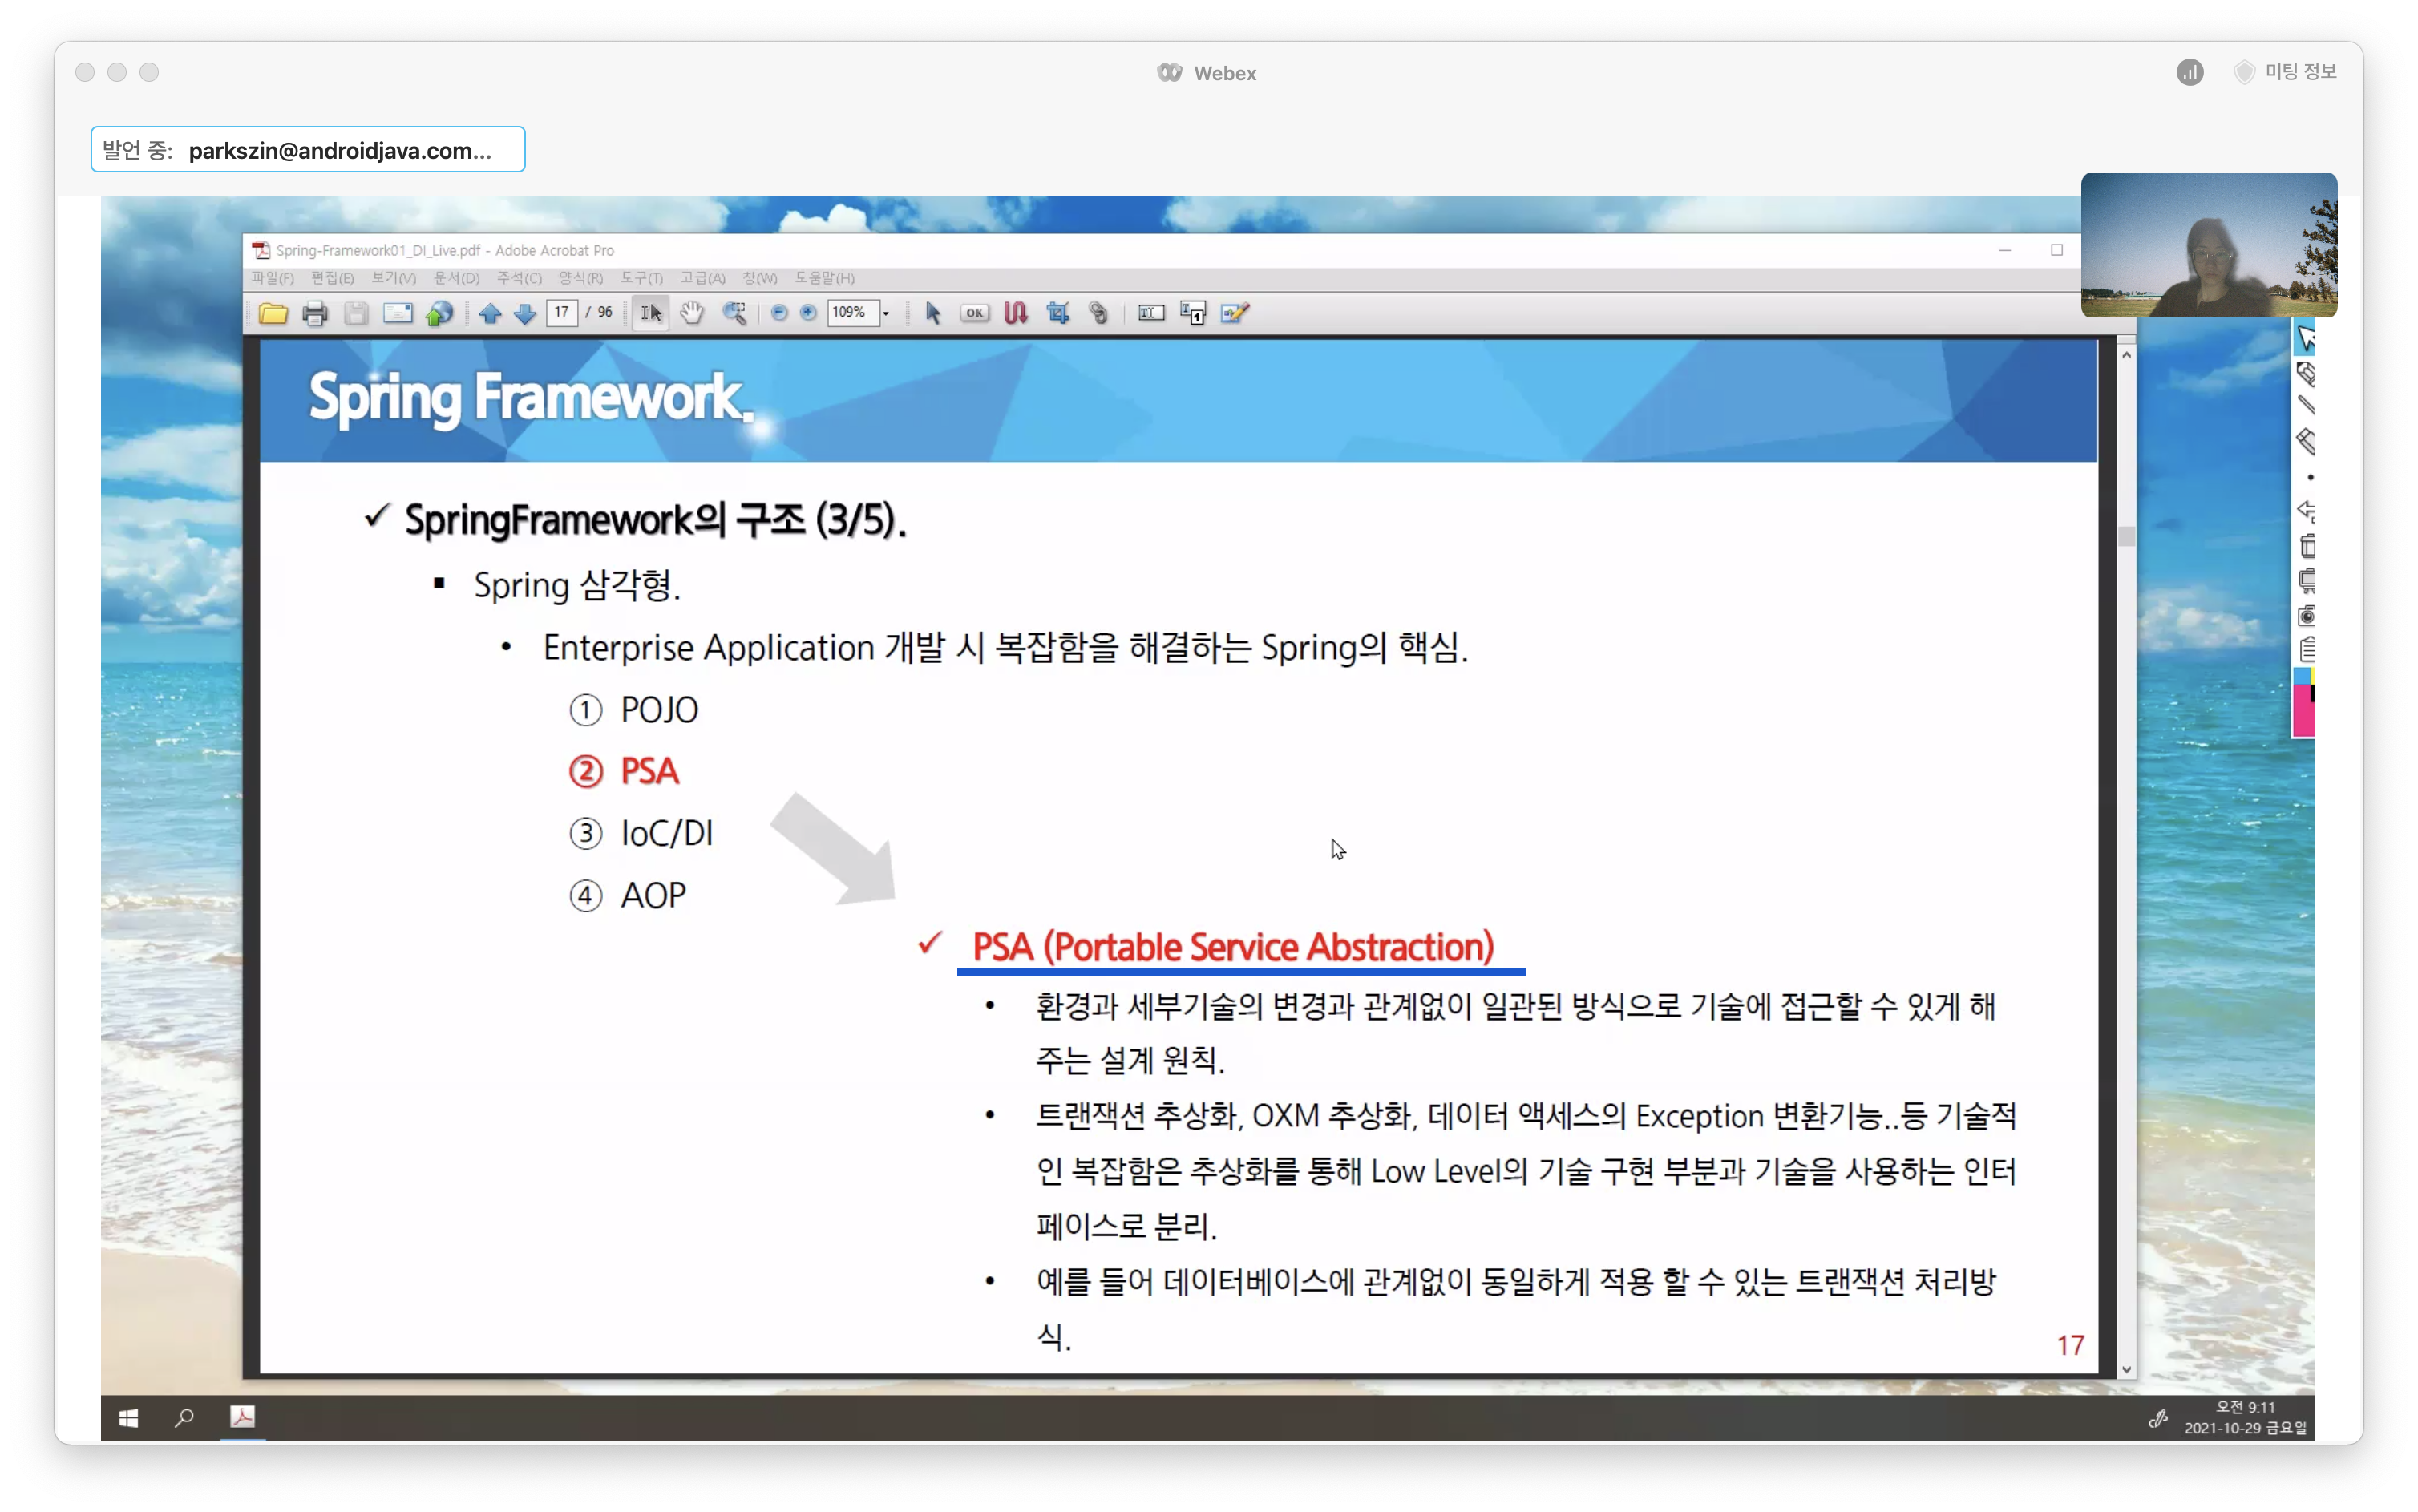 Webex
미팅 정보
발언 중: parkszin@androidjava.com...
Spring-Framework01_DI_Live.pdf - Adobe Acrobat Pro
파일(F) 편집(E) 보기(V) 문서(D) 주석(C) 양식(R) 도구(T) 고급(A) 창(W) 도움말(H)
17 / 96 109% OK
Spring Framework.
✓ SpringFramework의 구조 (3/5).
▪ Spring 삼각형.
• Enterprise Application 개발 시 복잡함을 해결하는 Spring의 핵심.
① POJO
② PSA
③ IoC/DI
④ AOP
✓ PSA (Portable Service Abstraction)
• 환경과 세부기술의 변경과 관계없이 일관된 방식으로 기술에 접근할 수 있게 해
주는 설계 원칙.
• 트랜잭션 추상화, OXM 추상화, 데이터 액세스의 Exception 변환기능..등 기술적
인 복잡함은 추상화를 통해 Low Level의 기술 구현 부분과 기술을 사용하는 인터
페이스로 분리.
• 예를 들어 데이터베이스에 관계없이 동일하게 적용 할 수 있는 트랜잭션 처리방
식.
17
오전 9:11
2021-10-29 금요일